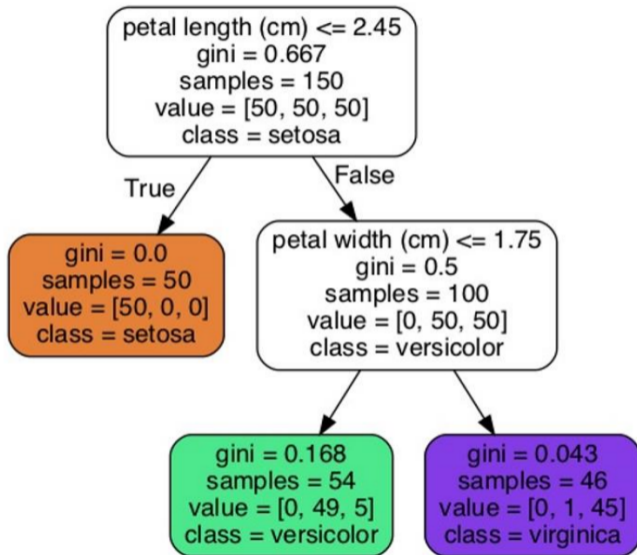 petal length (cm) <= 2.45
gini = 0.667
samples = 150
value = [50, 50, 50]
class = setosa
True
False
gini = 0.0
samples = 50
value = [50, 0, 0]
class = setosa
petal width (cm) <= 1.75
gini = 0.5
samples = 100
value = [0, 50, 50]
class = versicolor
gini = 0.168
samples = 54
value = [0, 49, 5]
class = versicolor
gini = 0.043
samples = 46
value = [0, 1, 45]
class = virginica